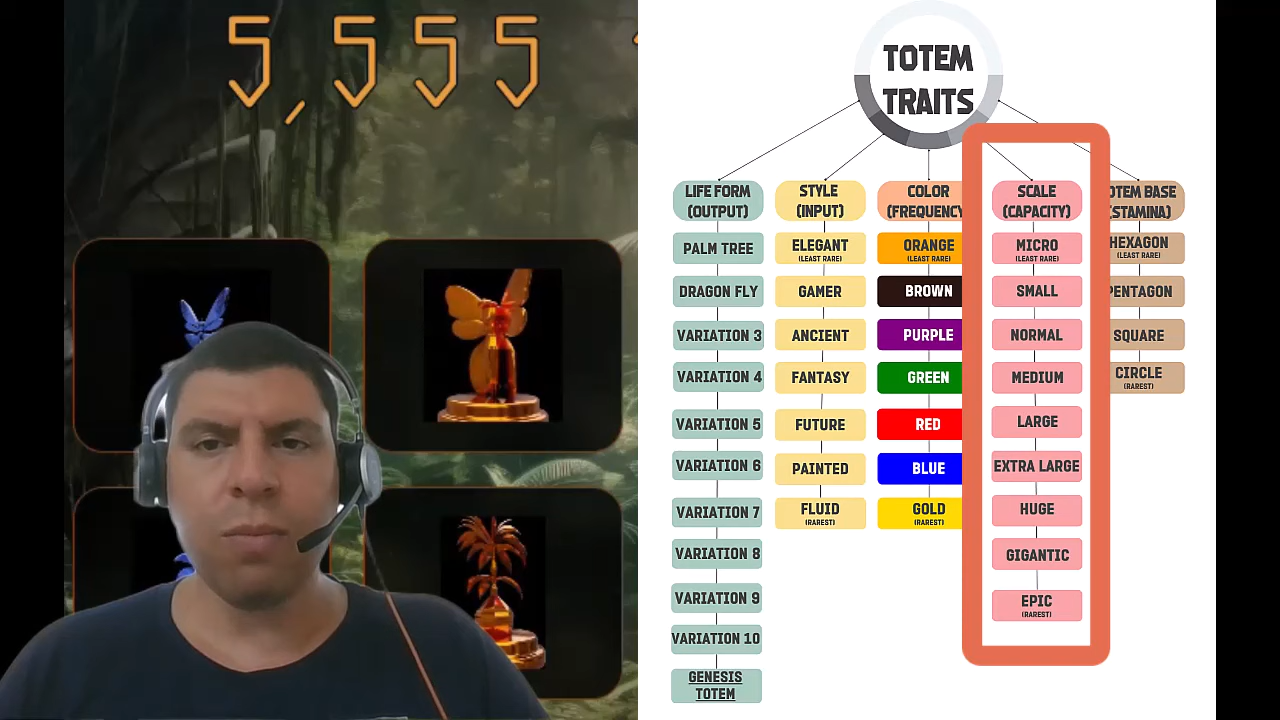 5,555
TOTEM
TRAITS
LIFE FORM
(OUTPUT)
PALM TREE
DRAGON FLY
VARIATION 3
VARIATION 4
VARIATION 5
VARIATION 6
VARIATION 7
VARIATION 8
VARIATION 9
VARIATION 10
GENESIS
TOTEM
STYLE
(INPUT)
ELEGANT
(LEAST RARE)
GAMER
ANCIENT
FANTASY
FUTURE
PAINTED
FLUID
(RAREST)
COLOR
(FREQUENCY
ORANGE
(LEAST RARE)
BROWN
PURPLE
GREEN
RED
BLUE
GOLD
(RAREST)
SCALE
(CAPACITY)
MICRO
(LEAST RARE)
SMALL
NORMAL
MEDIUM
LARGE
EXTRA LARGE
HUGE
GIGANTIC
EPIC
(RAREST)
OTEM BASE
(STAMINA)
HEXAGON
(LEAST RARE)
PENTAGON
SQUARE
CIRCLE
(RAREST)